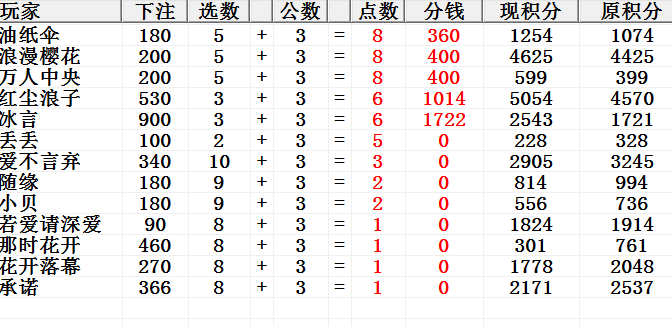 玩家 下注 选数 + 公数 = 点数 分钱 现积分 原积分
油纸伞 180 5 + 3 = 8 360 1254 1074
浪漫樱花 200 5 + 3 = 8 400 4625 4425
万人中央 200 5 + 3 = 8 400 599 399
红尘浪子 530 3 + 3 = 6 1014 5054 4570
冰言 900 3 + 3 = 6 1722 2543 1721
丢丢 100 2 + 3 = 5 0 228 328
爱不言弃 340 10 + 3 = 3 0 2905 3245
随缘 180 9 + 3 = 2 0 814 994
小贝 180 9 + 3 = 2 0 556 736
若爱请深爱 90 8 + 3 = 1 0 1824 1914
那时花开 460 8 + 3 = 1 0 301 761
花开落幕 270 8 + 3 = 1 0 1778 2048
承诺 366 8 + 3 = 1 0 2171 2537